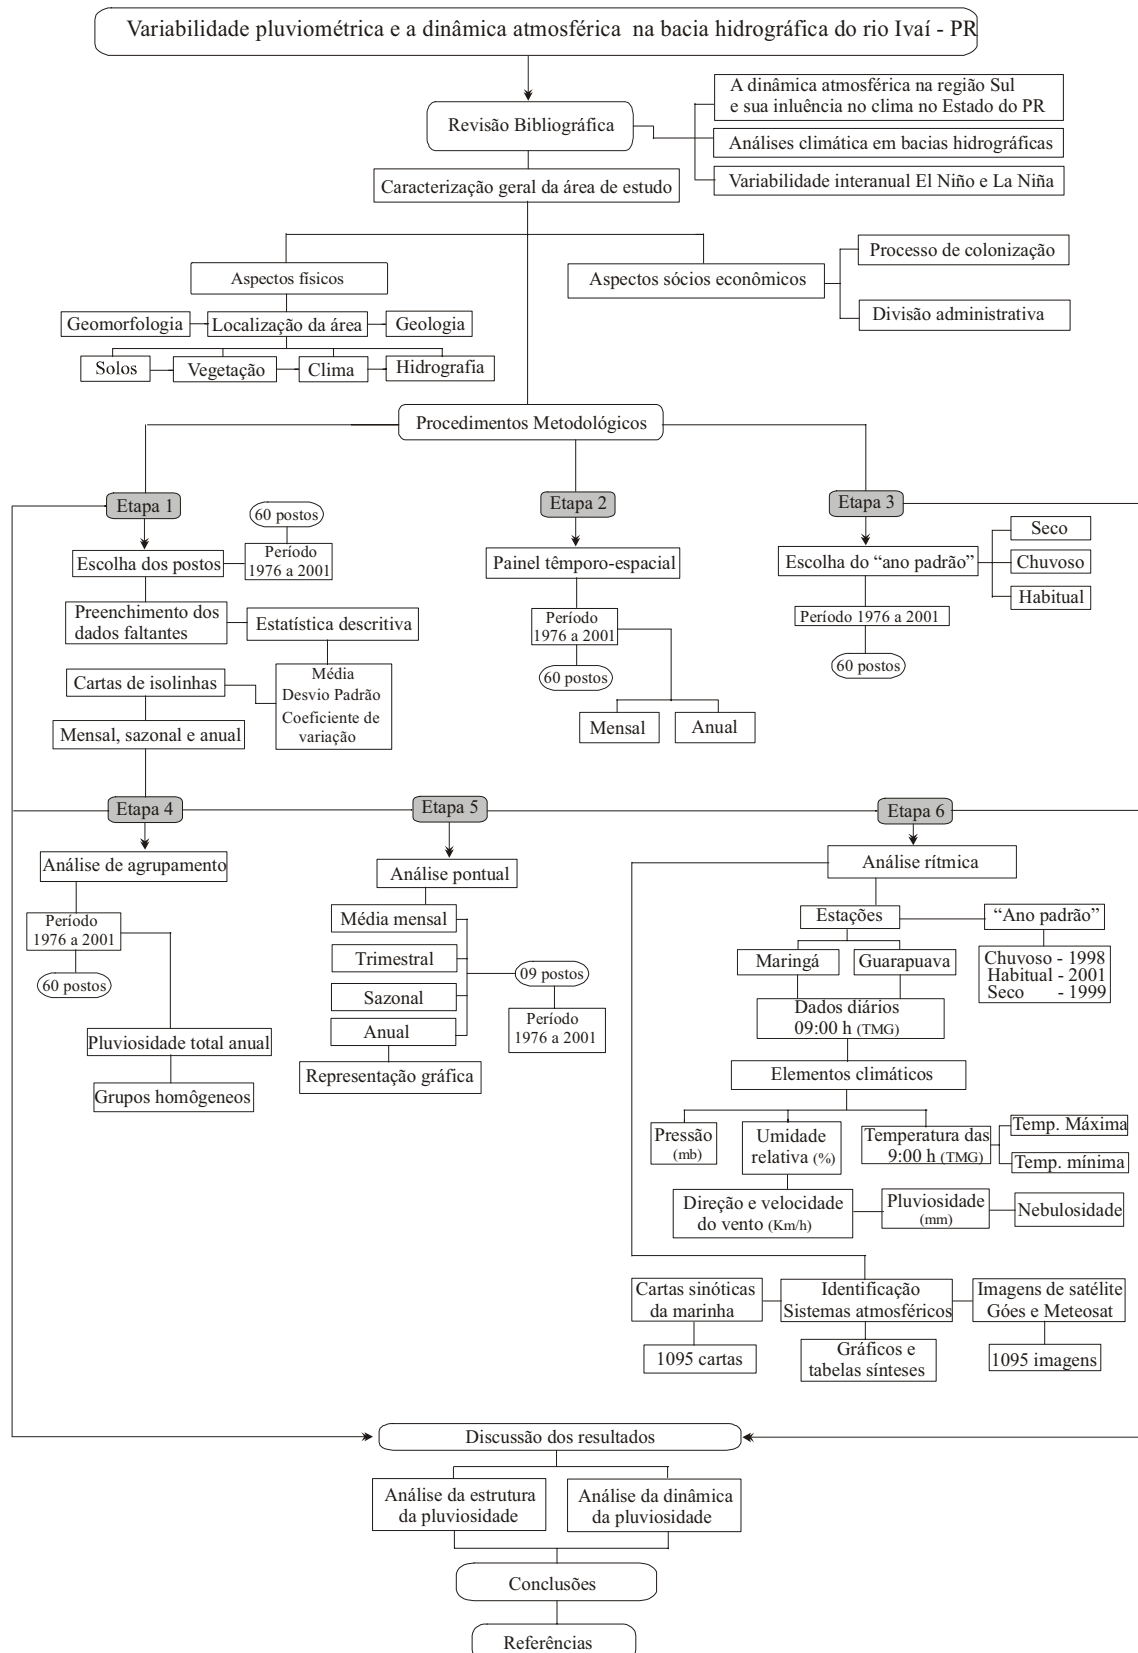 Variabilidade pluviométrica e a dinâmica atmosférica na bacia hidrográfica do rio Ivaí - PR
Revisão Bibliográfica
A dinâmica atmosférica na região Sul
e sua inluência no clima no Estado do PR
Análises climática em bacias hidrográficas
Variabilidade interanual El Niño e La Niña
Caracterização geral da área de estudo
Aspectos físicos
Geomorfologia
Localização da área
Geologia
Solos
Vegetação
Clima
Hidrografia
Aspectos sócios econômicos
Processo de colonização
Divisão administrativa
Procedimentos Metodológicos
Etapa 1
60 postos
Escolha dos postos
Período
1976 a 2001
Preenchimento dos
dados faltantes
Estatística descritiva
Cartas de isolinhas
Média
Desvio Padrão
Coeficiente de
variação
Mensal, sazonal e anual
Etapa 2
Painel têmporo-espacial
Período
1976 a 2001
60 postos
Mensal
Anual
Etapa 3
Escolha do “ano padrão”
Seco
Chuvoso
Habitual
Período 1976 a 2001
60 postos
Etapa 4
Análise de agrupamento
Período
1976 a 2001
60 postos
Pluviosidade total anual
Grupos homôgeneos
Etapa 5
Análise pontual
Média mensal
Trimestral
Sazonal
Anual
Representação gráfica
09 postos
Período
1976 a 2001
Etapa 6
Análise rítmica
Estações
“Ano padrão”
Maringá
Guarapuava
Chuvoso - 1998
Habitual - 2001
Seco - 1999
Dados diários
09:00 h (TMG)
Elementos climáticos
Pressão
(mb)
Umidade
relativa (%)
Temperatura das
9:00 h (TMG)
Temp. Máxima
Temp. mínima
Direção e velocidade
do vento (Km/h)
Pluviosidade
(mm)
Nebulosidade
Cartas sinóticas
da marinha
Identificação
Sistemas atmosféricos
Imagens de satélite
Góes e Meteosat
1095 cartas
Gráficos e
tabelas sínteses
1095 imagens
Discussão dos resultados
Análise da estrutura
da pluviosidade
Análise da dinâmica
da pluviosidade
Conclusões
Referências